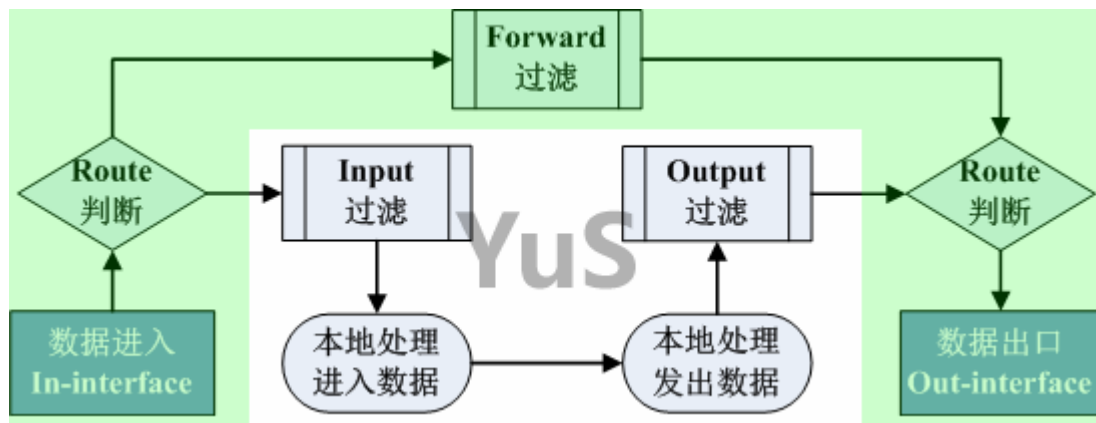 Forward
过滤
Route
判断
Input
过滤
Output
过滤
Route
判断
YuS
数据进入
In-interface
本地处理
进入数据
本地处理
发出数据
数据出口
Out-interface